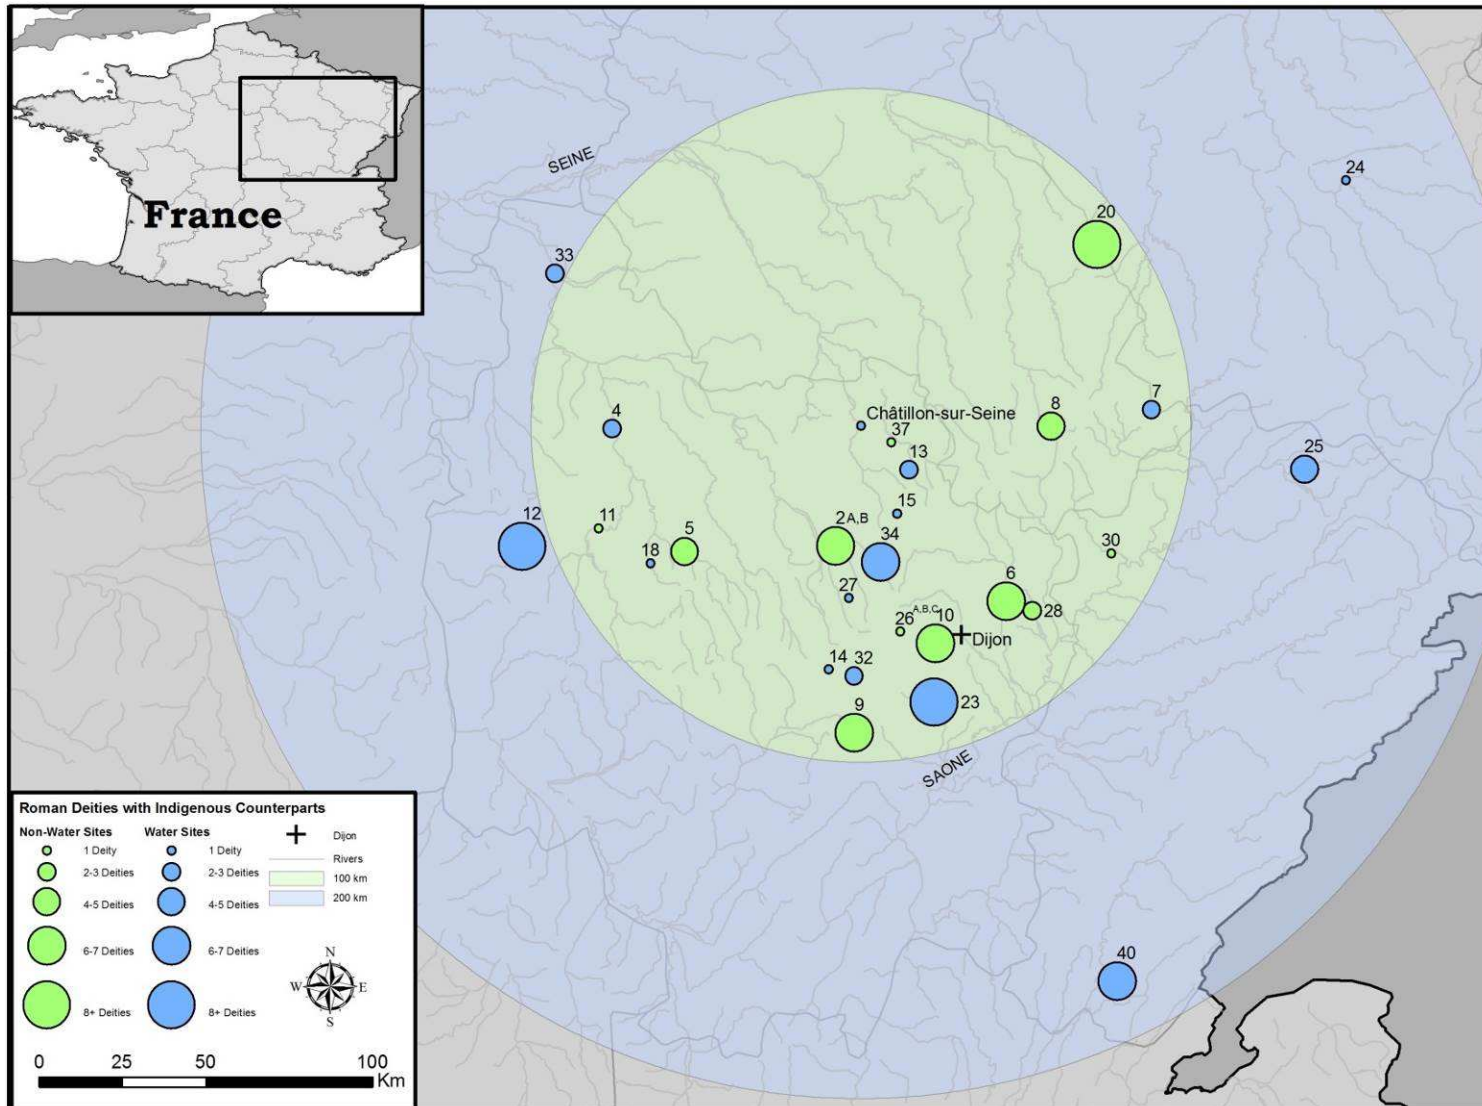 France
SEINE
24
20
33
7
8
4
Châtillon-sur-Seine
37
13
25
15
12
11
2A,B
5
34
18
30
27
6
A,B,C
28
26
10
Dijon
14
32
23
9
SAONE
40
Roman Deities with Indigenous Counterparts
Non-Water Sites Water Sites Dijon
1 Deity 1 Deity Rivers
2-3 Deities 2-3 Deities 100 km
4-5 Deities 4-5 Deities 200 km
6-7 Deities 6-7 Deities
N
W E
S
8+ Deities 8+ Deities
0 25 50 100
Km